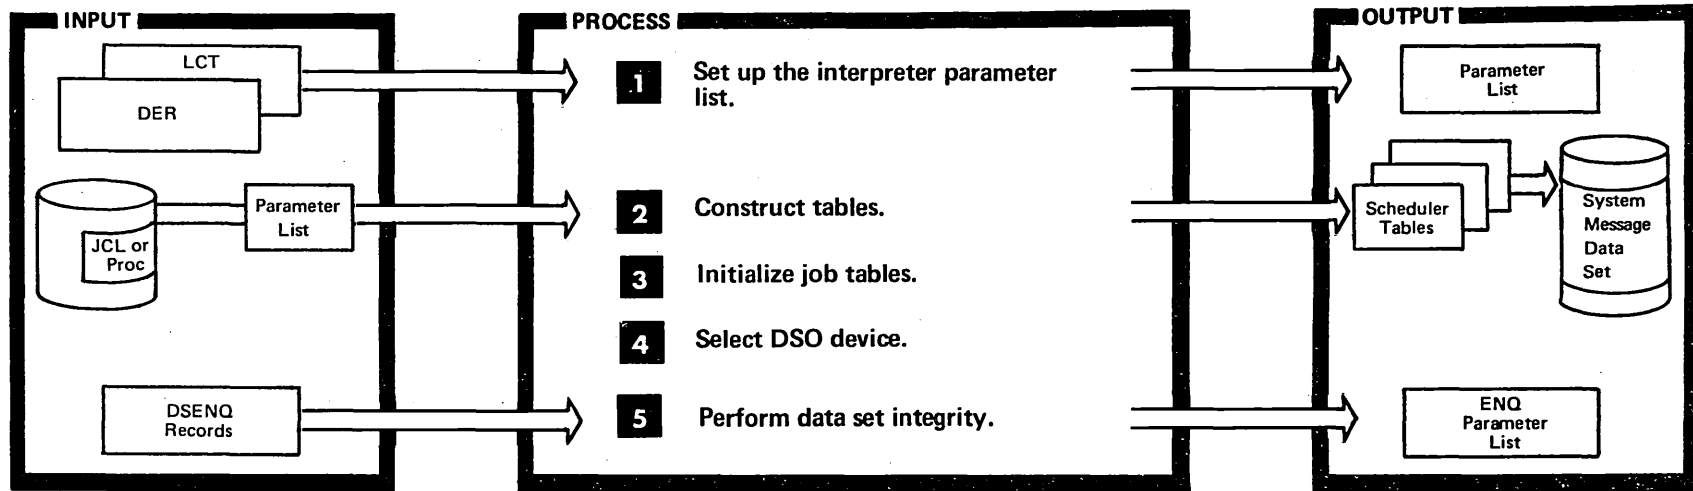 INPUT
LCT
DER
JCL or
Proc
Parameter
List
DSENQ
Records
PROCESS
1 Set up the interpreter parameter
list.
2 Construct tables.
3 Initialize job tables.
4 Select DSO device.
5 Perform data set integrity.
OUTPUT
Parameter
List
Scheduler
Tables
System
Message
Data
Set
ENQ
Parameter
List